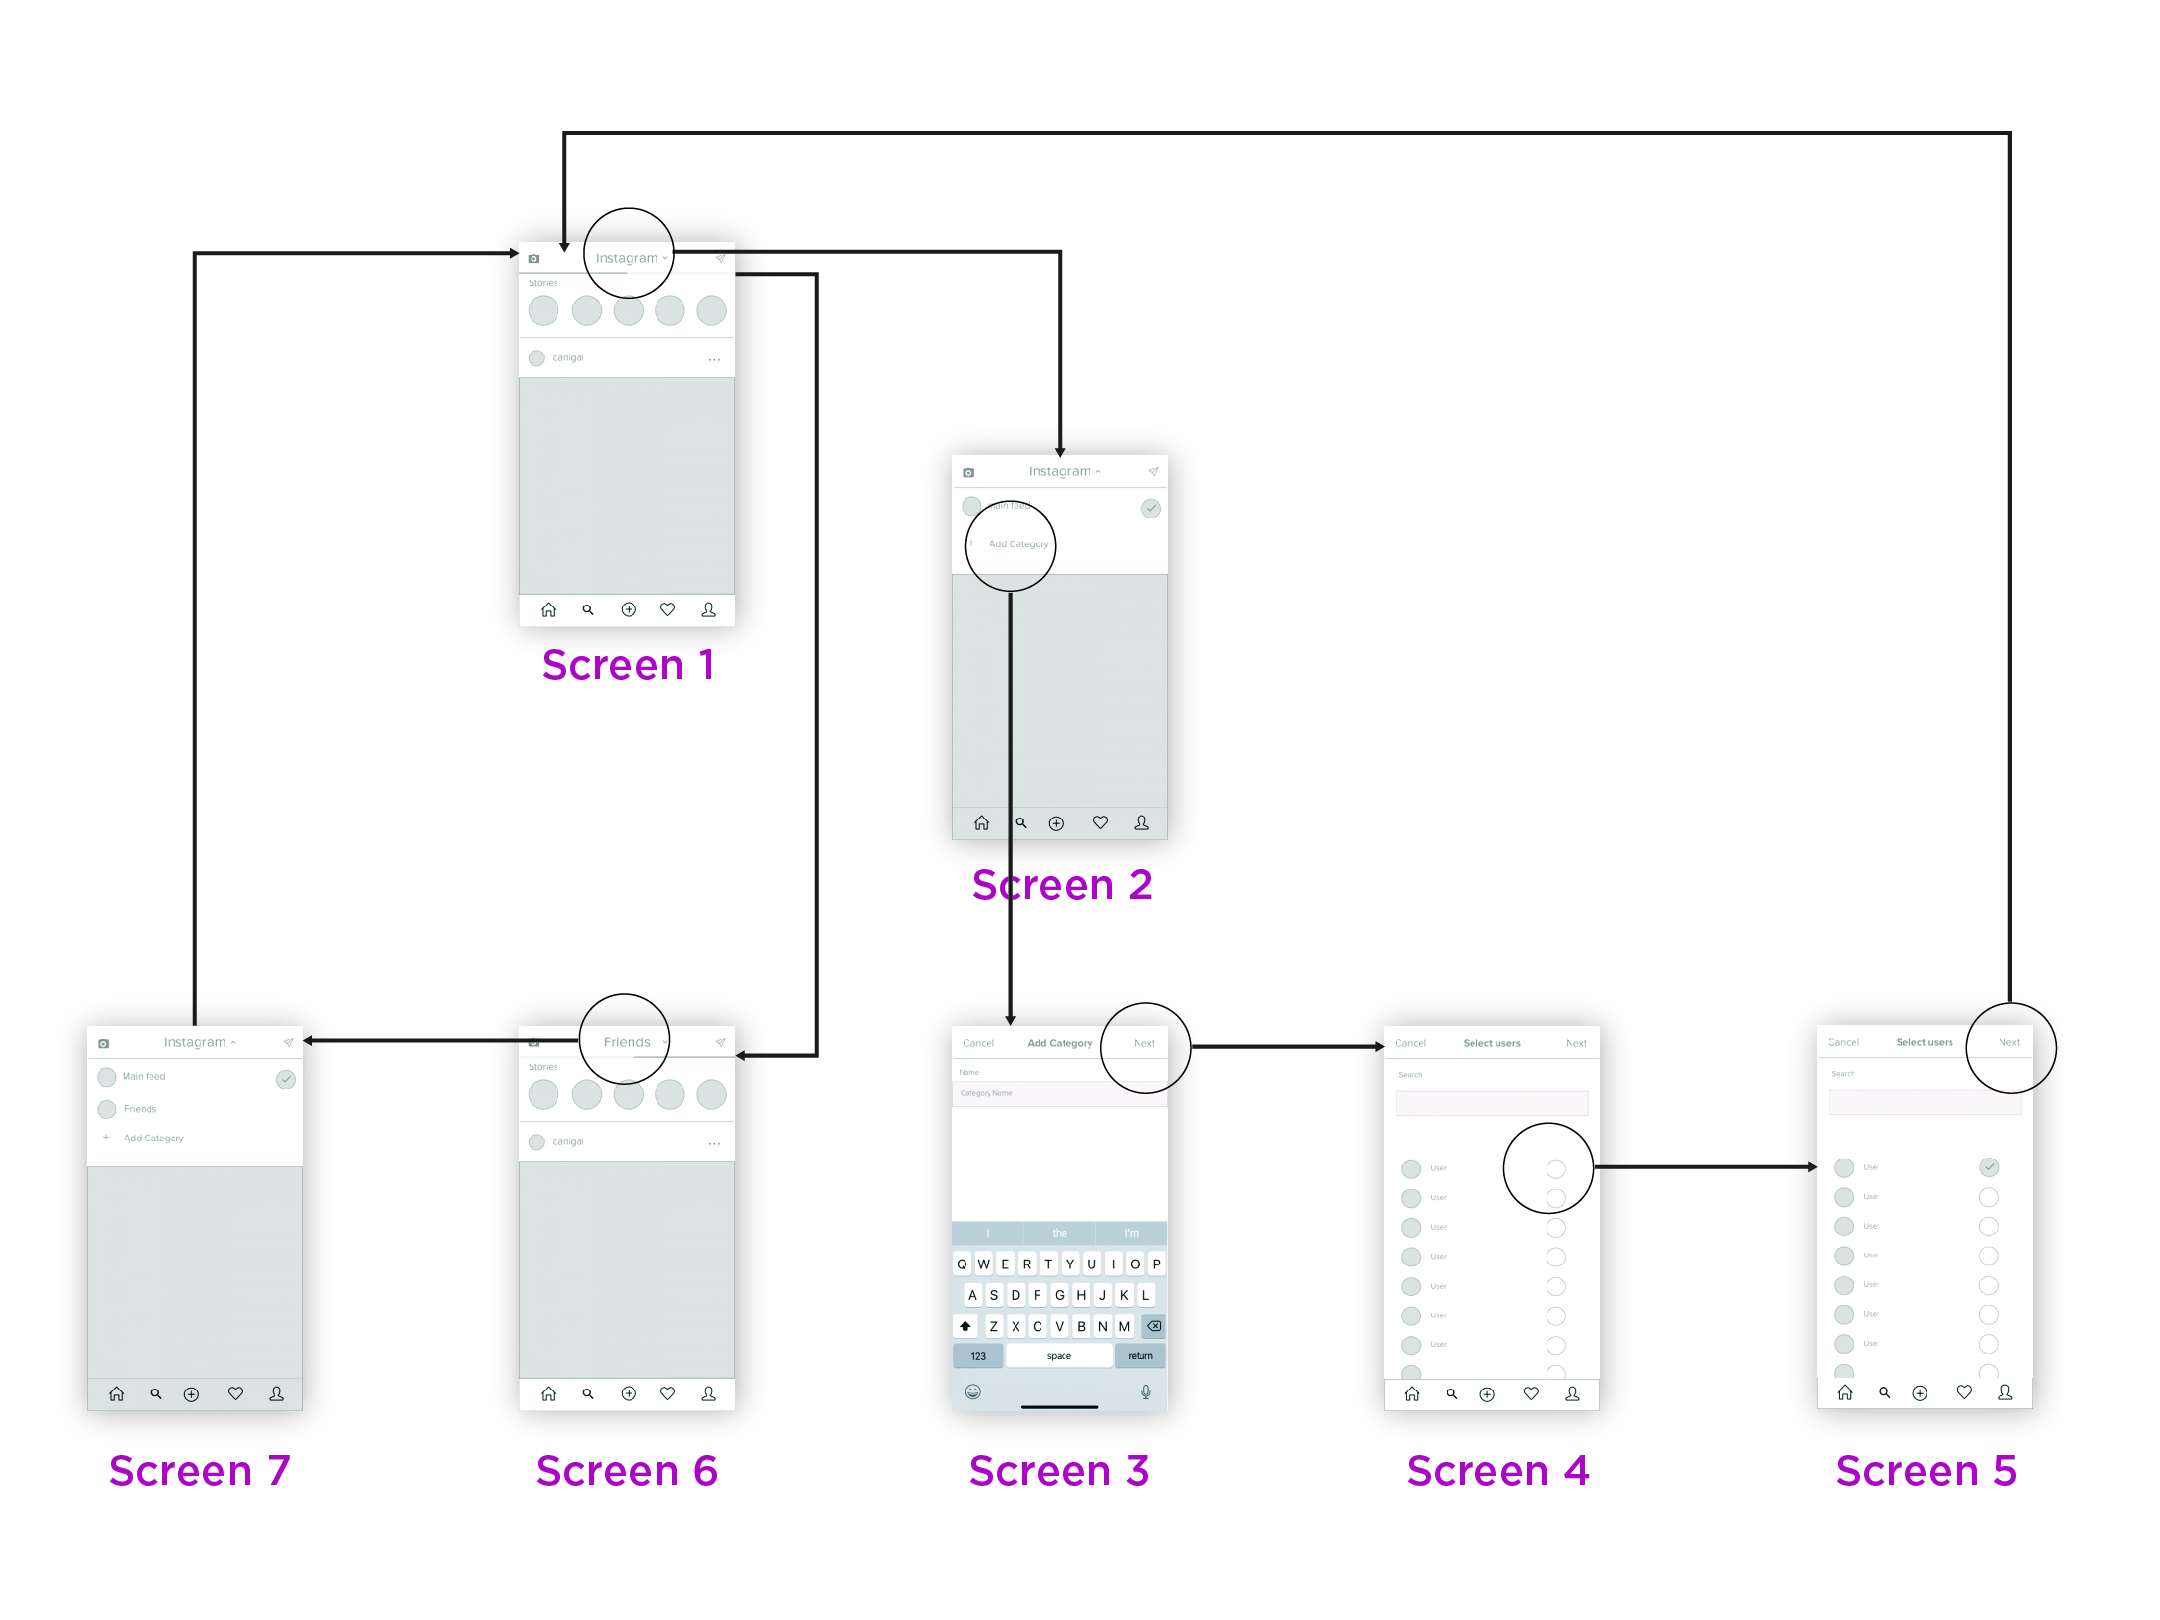 Instagram
Stories
canigai
Screen 1
Instagram
main feed
Add Category
Screen 2
Instagram
Main feed
Friends
+ Add Category
Screen 7
Friends
Stories
canigai
Screen 6
Cancel Add Category Next
Name
Category Name
I the I'm
Q W E R T Y U I O P
A S D F G H J K L
Z X C V B N M
123 space return
Screen 3
Cancel Select users Next
Search
User
User
User
User
User
User
User
Screen 4
Cancel Select users Next
Search
User
User
User
User
User
User
User
Screen 5